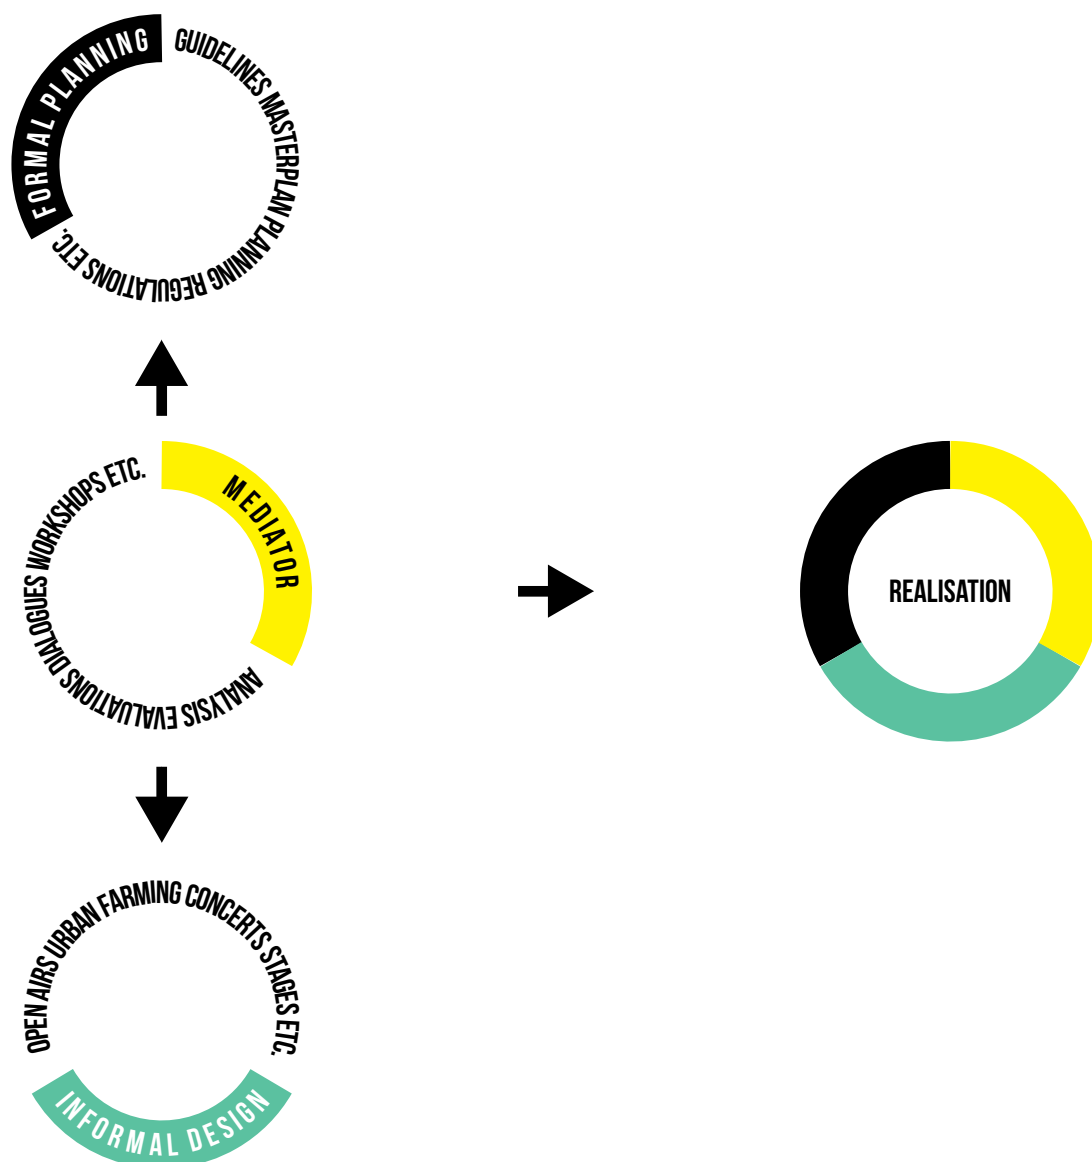 FORMAL PLANNING
GUIDELINES MASTERPLAN PLANNING REGULATIONS ETC.
MEDIATOR
ANALYSIS EVALUATIONS DIALOGUES WORKSHOPS ETC.
REALISATION
OPEN AIRS URBAN FARMING CONCERTS STAGES ETC.
INFORMAL DESIGN